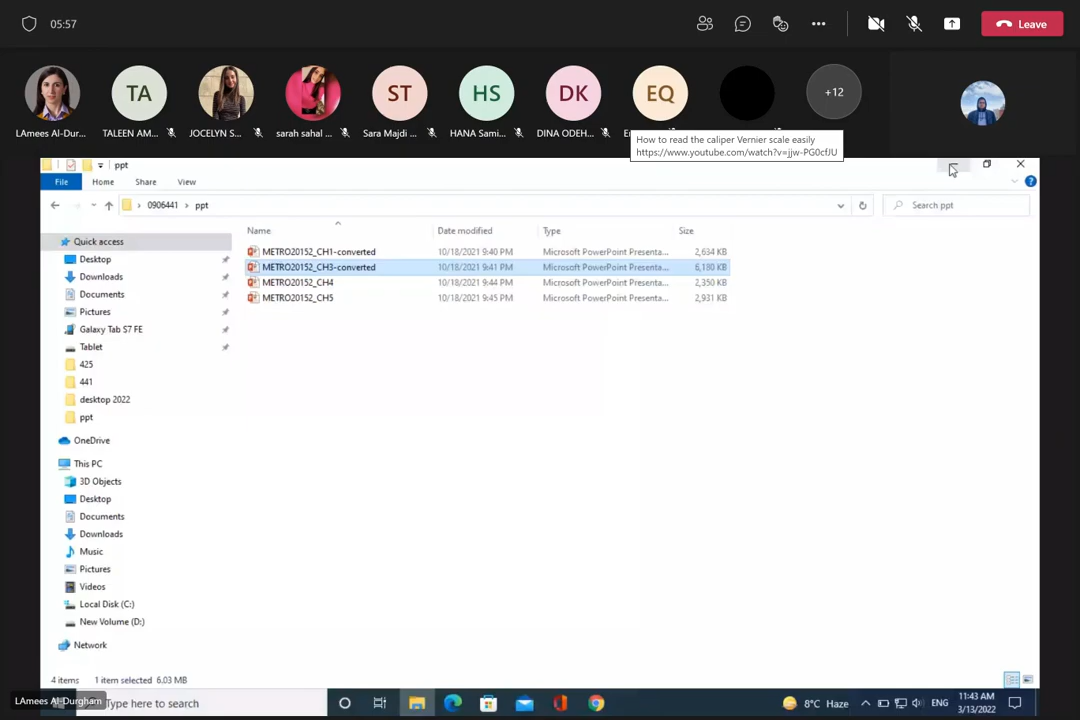 05:57
Leave
TA
ST
HS
DK
EQ
+12
LAmees Al-Dur...
TALEEN AM...
JOCELYN S...
sarah sahal ...
Sara Majdi ...
HANA Sami...
DINA ODEH...
How to read the caliper Vernier scale easily
https://www.youtube.com/watch?v=jjw-PG0cfJU
ppt
File
Home
Share
View
0906441 › ppt
Search ppt
Name
Date modified
Type
Size
METRO20152_CH1-converted 10/18/2021 9:40 PM Microsoft PowerPoint Presenta... 2,634 KB
METRO20152_CH3-converted 10/18/2021 9:41 PM Microsoft PowerPoint Presenta... 6,180 KB
METRO20152_CH4 10/18/2021 9:44 PM Microsoft PowerPoint Presenta... 2,350 KB
METRO20152_CH5 10/18/2021 9:45 PM Microsoft PowerPoint Presenta... 2,931 KB
Quick access
Desktop
Downloads
Documents
Pictures
Galaxy Tab S7 FE
Tablet
425
441
desktop 2022
ppt
OneDrive
This PC
3D Objects
Desktop
Documents
Downloads
Music
Pictures
Videos
Local Disk (C:)
New Volume (D:)
Network
4 items 1 item selected 6.03 MB
LAmees Al-Durgham
Type here to search
8°C Haze
ENG
11:43 AM
3/13/2022